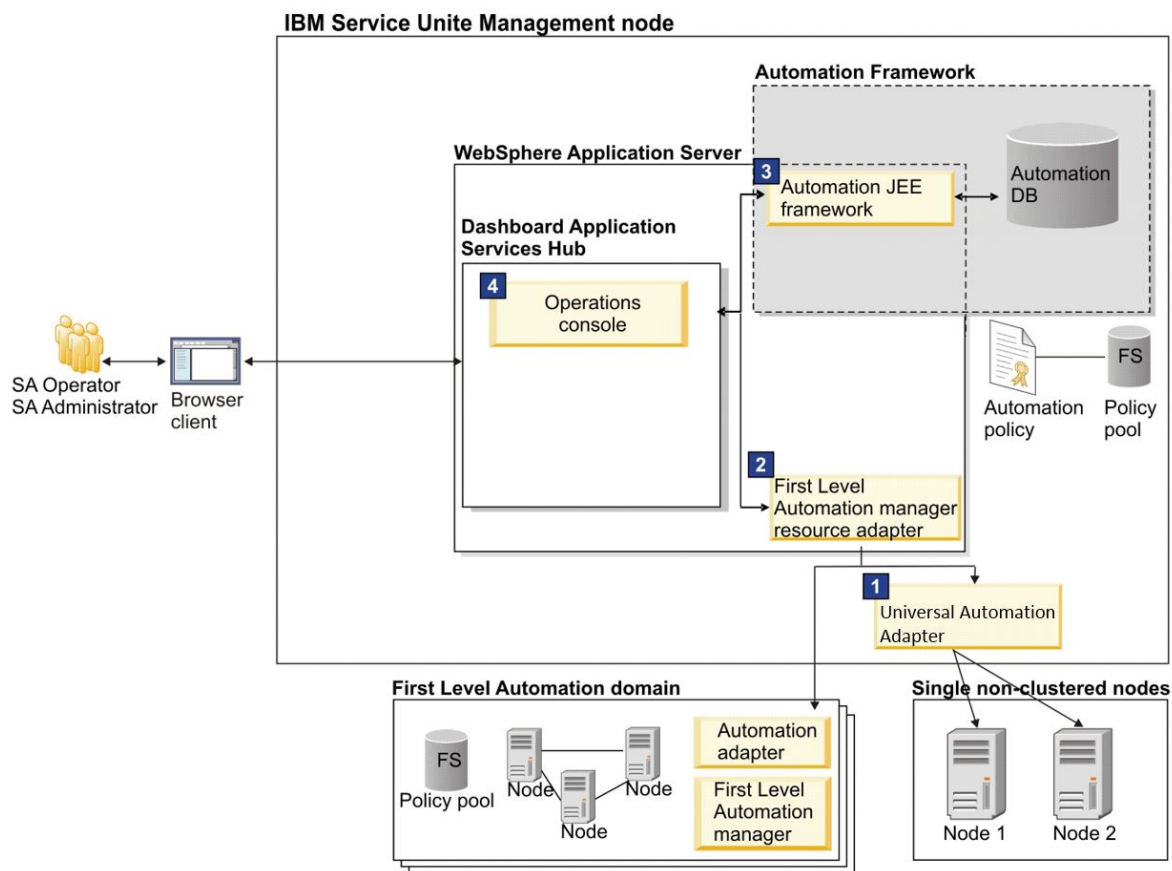 IBM Service Unite Management node
Automation Framework
WebSphere Application Server
3
Automation JEE
framework
Automation
DB
Dashboard Application
Services Hub
4
Operations
console
SA Operator
SA Administrator
Browser
client
Automation
policy
FS
Policy
pool
2
First Level
Automation manager
resource adapter
1
Universal Automation
Adapter
First Level Automation domain
FS
Policy pool
Node
Node
Node
Automation
adapter
First Level
Automation
manager
Single non-clustered nodes
Node 1
Node 2